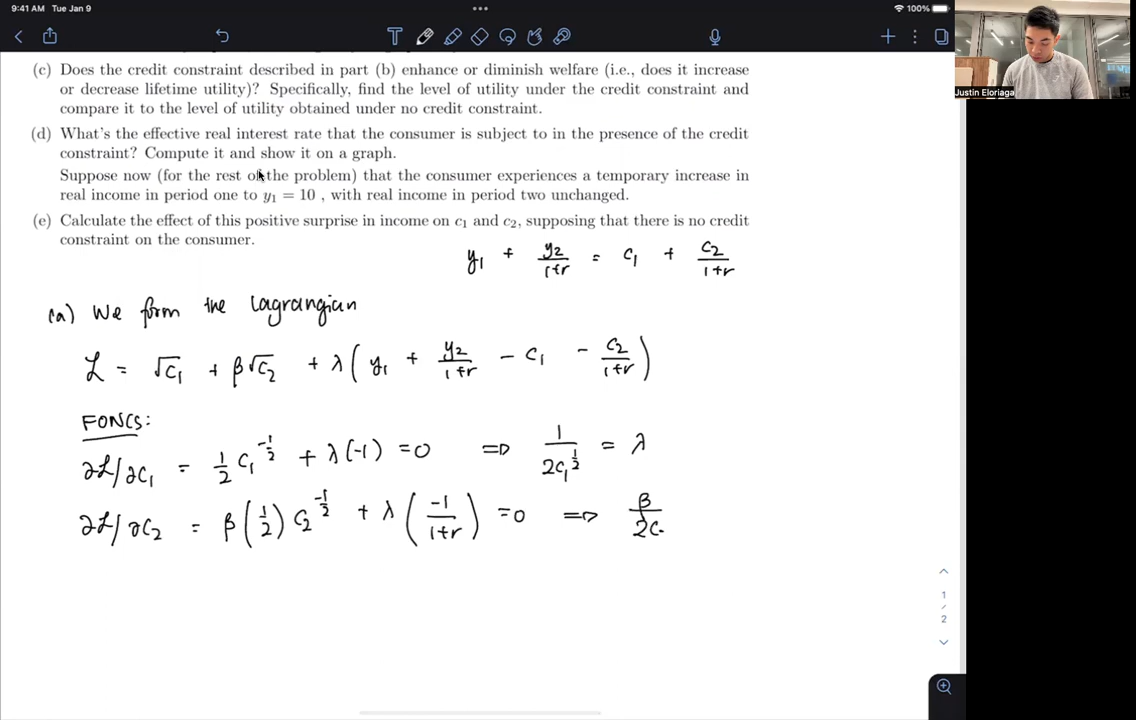 9:41 AM Tue Jan 9
100%
Justin Eloriaga
(c) Does the credit constraint described in part (b) enhance or diminish welfare (i.e., does it increase
or decrease lifetime utility)? Specifically, find the level of utility under the credit constraint and
compare it to the level of utility obtained under no credit constraint.
(d) What's the effective real interest rate that the consumer is subject to in the presence of the credit
constraint? Compute it and show it on a graph.
Suppose now (for the rest of the problem) that the consumer experiences a temporary increase in
real income in period one to y₁ = 10 , with real income in period two unchanged.
(e) Calculate the effect of this positive surprise in income on c₁ and c₂, supposing that there is no credit
constraint on the consumer.
y₁ + y₂/(1+r) = c₁ + c₂/(1+r)
(a) We form the Lagrangian
ℒ = √c₁ + β√c₂ + λ(y₁ + y₂/(1+r) - c₁ - c₂/(1+r))
FONCs:
∂ℒ/∂c₁ = 1/2 c₁^(-1/2) + λ(-1) = 0 ⇒ 1/(2c₁^(1/2)) = λ
∂ℒ/∂c₂ = β(1/2) c₂^(-1/2) + λ(-1/(1+r)) = 0 ⇒ β/2c
1
/
2